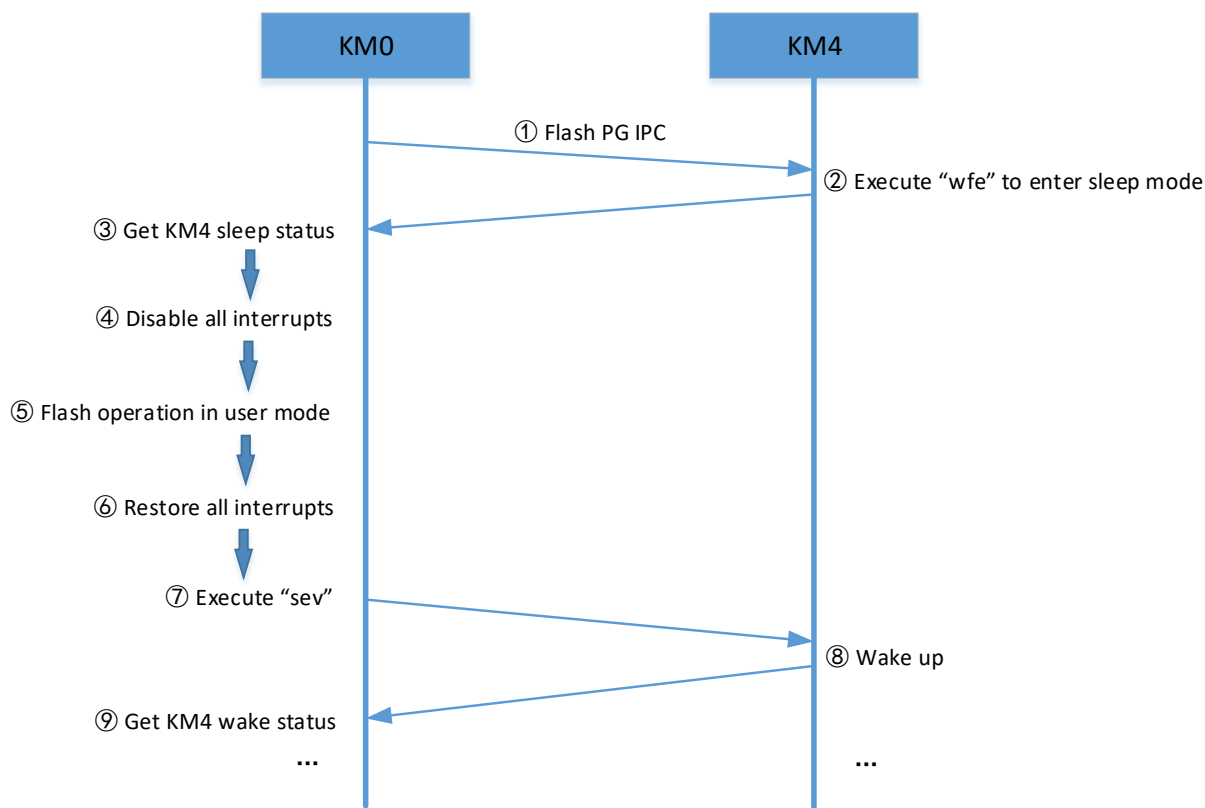 KM0
KM4
① Flash PG IPC
② Execute “wfe” to enter sleep mode
③ Get KM4 sleep status
④ Disable all interrupts
⑤ Flash operation in user mode
⑥ Restore all interrupts
⑦ Execute “sev”
⑧ Wake up
⑨ Get KM4 wake status
...
...